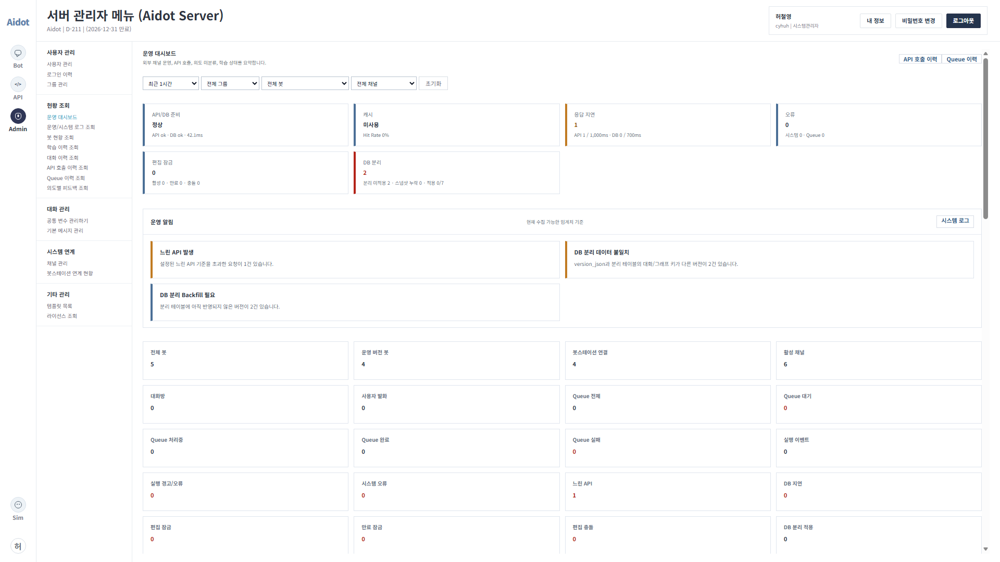 서버 관리자 메뉴 (Aidot Server)
Aidot | D-211 | (2026-12-31 만료)
허철영
cyhuh | 시스템관리자
내 정보
비밀번호 변경
로그아웃
Aidot
Bot
</>
API
Admin
Sim
허
사용자 관리
사용자 관리
로그인 이력
그룹 관리
현황 조회
운영 대시보드
운영/시스템 로그 조회
봇 현황 조회
학습 이력 조회
대화 이력 조회
API 호출 이력 조회
Queue 이력 조회
의도별 피드백 조회
대화 관리
공통 변수 관리하기
기본 메시지 관리
시스템 연계
채널 관리
봇스테이션 연계 현황
기타 관리
템플릿 목록
라이선스 조회
운영 대시보드
외부 채널 운영, API 호출, 의도 미분류, 학습 상태를 요약합니다.
API 호출 이력
Queue 이력
최근 1시간
전체 그룹
전체 봇
전체 채널
초기화
API/DB 준비
정상
API ok · DB ok · 42.1ms
캐시
미사용
Hit Rate 0%
응답 지연
1
API 1 / 1,000ms · DB 0 / 700ms
오류
0
시스템 0 · Queue 0
편집 잠금
0
활성 0 · 만료 0 · 충돌 0
DB 분리
2
분리 미적용 2 · 스냅샷 누락 0 · 적용 0/7
운영 알림
현재 수집 가능한 임계치 기준
시스템 로그
느린 API 발생
설정된 느린 API 기준을 초과한 요청이 1건 있습니다.
DB 분리 데이터 불일치
version_json과 분리 테이블의 대화/그래프 키가 다른 버전이 2건 있습니다.
DB 분리 Backfill 필요
분리 테이블에 아직 반영되지 않은 버전이 2건 있습니다.
전체 봇
5
운영 버전 봇
4
봇스테이션 연결
4
활성 채널
6
대화방
0
사용자 발화
0
Queue 전체
0
Queue 대기
0
Queue 처리중
0
Queue 완료
0
Queue 실패
0
실행 이벤트
0
실행 경고/오류
0
시스템 오류
0
느린 API
1
DB 지연
0
편집 잠금
0
만료 잠금
0
편집 충돌
0
DB 분리 적용
0